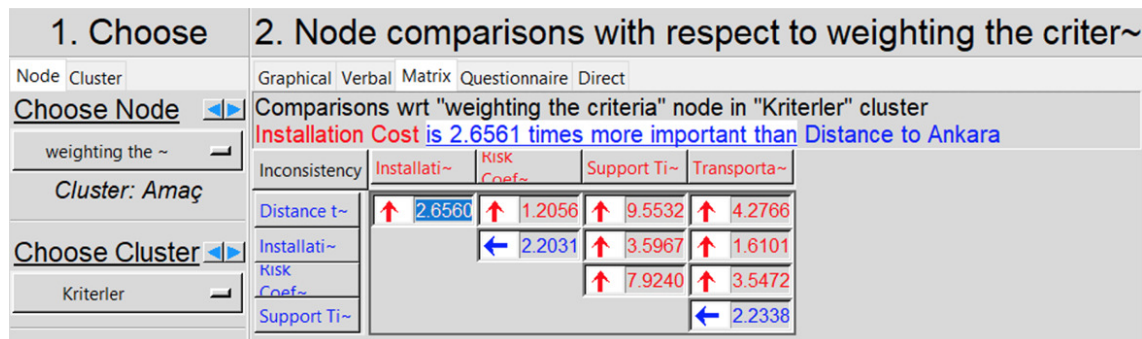 1. Choose
2. Node comparisons with respect to weighting the criter~
Node Cluster
Graphical Verbal Matrix Questionnaire Direct
Choose Node
Comparisons wrt "weighting the criteria" node in "Kriterler" cluster
Installation Cost is 2.6561 times more important than Distance to Ankara
weighting the ~
Cluster: Amaç
Choose Cluster
Kriterler
Inconsistency Installati~ Risk Coef~ Support Ti~ Transporta~
Distance t~ 2.6560 1.2056 9.5532 4.2766
Installati~ 2.2031 3.5967 1.6101
Risk Coef~ 7.9240 3.5472
Support Ti~ 2.2338